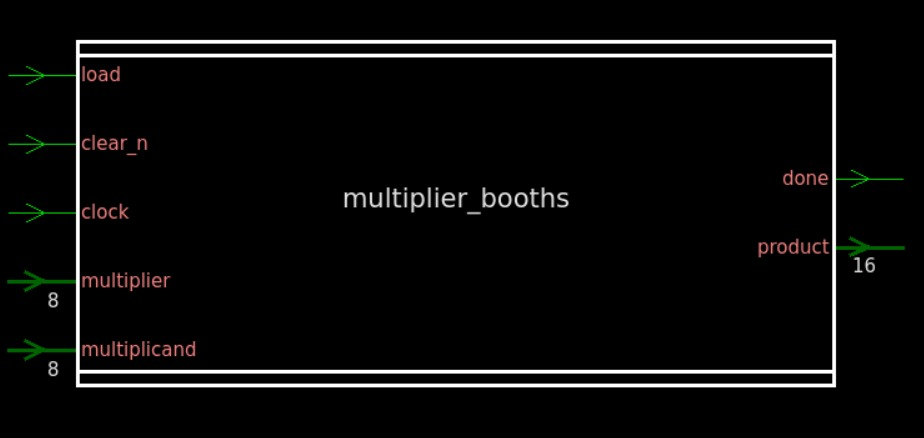 load
clear_n
clock
multiplier
8
multiplicand
8
multiplier_booths
done
product
16